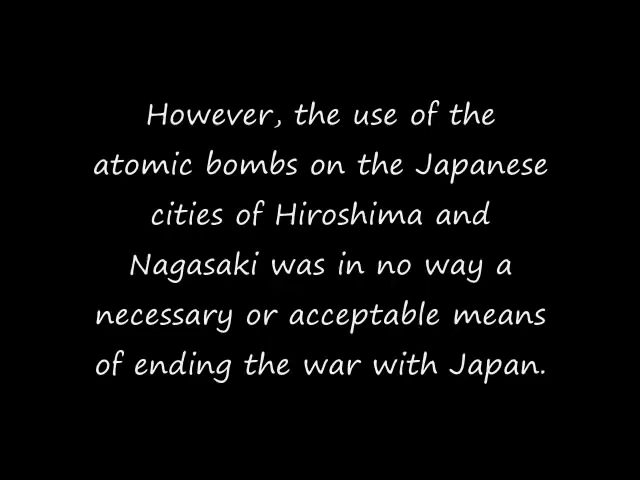 However, the use of the
atomic bombs on the Japanese
cities of Hiroshima and
Nagasaki was in no way a
necessary or acceptable means
of ending the war with Japan.